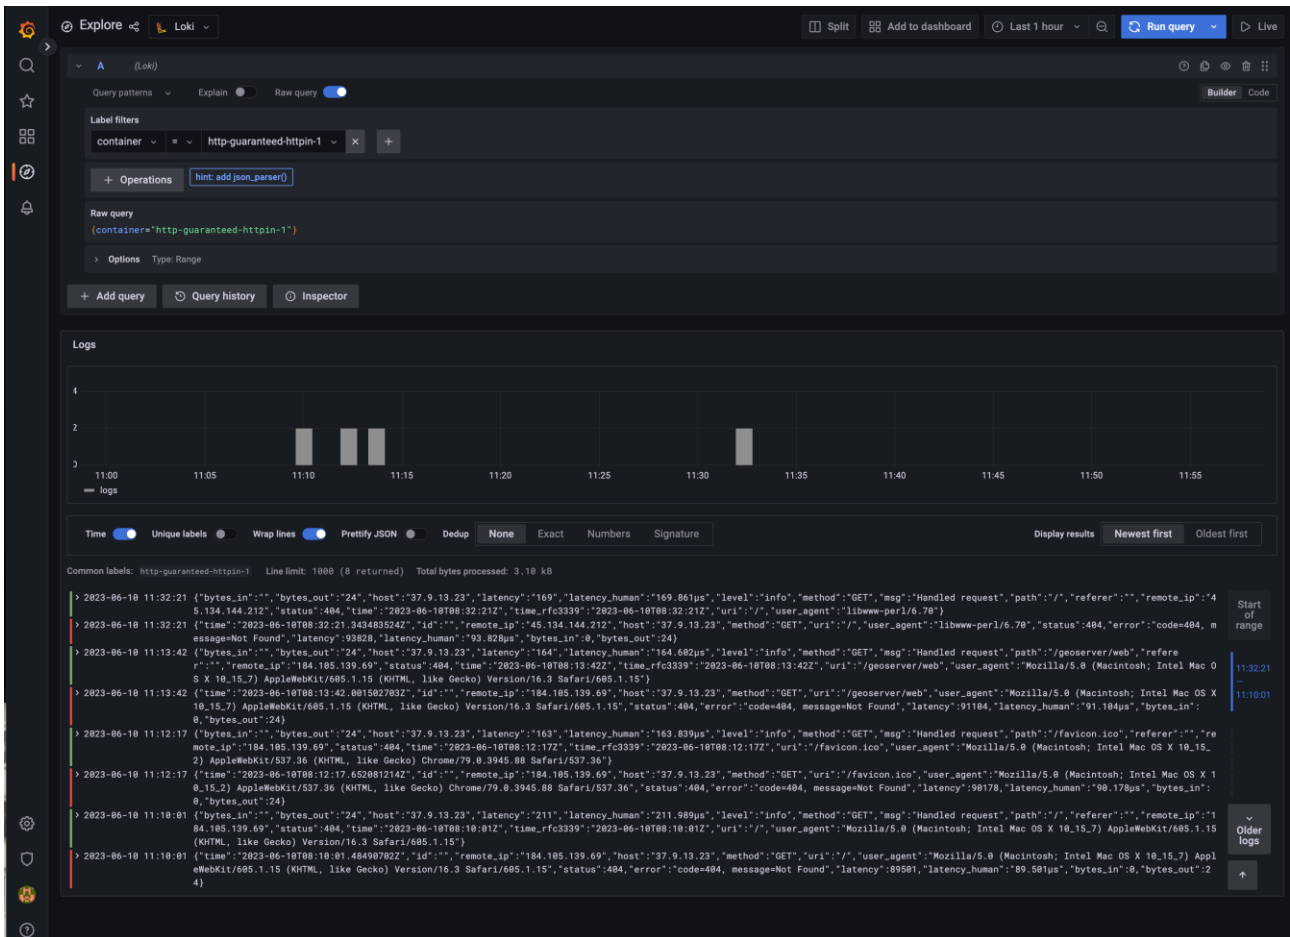 Explore
Loki
Split
Add to dashboard
Last 1 hour
Run query
Live
A (Loki)
Query patterns
Explain
Raw query
Builder
Code
Label filters
container
=
http-guaranteed-httpin-1
×
+
+ Operations
hint: add json_parser()
Raw query
{container="http-guaranteed-httpin-1"}
Options Type: Range
+ Add query
Query history
Inspector
Logs
4
2
0
11:00 11:05 11:10 11:15 11:20 11:25 11:30 11:35 11:40 11:45 11:50 11:55
logs
Time
Unique labels
Wrap lines
Prettify JSON
Dedup
None
Exact
Numbers
Signature
Display results
Newest first
Oldest first
Common labels: http-guaranteed-httpin-1 Line limit: 1000 (8 returned) Total bytes processed: 3.10 kB
2023-06-10 11:32:21 {"bytes_in":"","bytes_out":"24","host":"37.9.13.23","latency":"169","latency_human":"169.861µs","level":"info","method":"GET","msg":"Handled request","path":"/","referer":"","remote_ip":"4
5.134.144.212","status":404,"time":"2023-06-10T08:32:21Z","time_rfc3339":"2023-06-10T08:32:21Z","uri":"/","user_agent":"libwww-perl/6.70"}
2023-06-10 11:32:21 {"time":"2023-06-10T08:32:21.343483524Z","id":"","remote_ip":"45.134.144.212","host":"37.9.13.23","method":"GET","uri":"/","user_agent":"libwww-perl/6.70","status":404,"error":"code=404, m
essage=Not Found","latency":93828,"latency_human":"93.828µs","bytes_in":0,"bytes_out":24}
2023-06-10 11:13:42 {"bytes_in":"","bytes_out":"24","host":"37.9.13.23","latency":"164","latency_human":"164.602µs","level":"info","method":"GET","msg":"Handled request","path":"/geoserver/web","refere
r":"","remote_ip":"184.105.139.69","status":404,"time":"2023-06-10T08:13:42Z","time_rfc3339":"2023-06-10T08:13:42Z","uri":"/geoserver/web","user_agent":"Mozilla/5.0 (Macintosh; Intel Mac O
S X 10_15_7) AppleWebKit/605.1.15 (KHTML, like Gecko) Version/16.3 Safari/605.1.15"}
2023-06-10 11:13:42 {"time":"2023-06-10T08:13:42.001502703Z","id":"","remote_ip":"184.105.139.69","host":"37.9.13.23","method":"GET","uri":"/geoserver/web","user_agent":"Mozilla/5.0 (Macintosh; Intel Mac OS X
10_15_7) AppleWebKit/605.1.15 (KHTML, like Gecko) Version/16.3 Safari/605.1.15","status":404,"error":"code=404, message=Not Found","latency":91104,"latency_human":"91.104µs","bytes_in":
0,"bytes_out":24}
2023-06-10 11:12:17 {"bytes_in":"","bytes_out":"24","host":"37.9.13.23","latency":"163","latency_human":"163.839µs","level":"info","method":"GET","msg":"Handled request","path":"/favicon.ico","referer":"","re
mote_ip":"184.105.139.69","status":404,"time":"2023-06-10T08:12:17Z","time_rfc3339":"2023-06-10T08:12:17Z","uri":"/favicon.ico","user_agent":"Mozilla/5.0 (Macintosh; Intel Mac OS X 10_15_
2) AppleWebKit/537.36 (KHTML, like Gecko) Chrome/79.0.3945.88 Safari/537.36"}
2023-06-10 11:12:17 {"time":"2023-06-10T08:12:17.652081214Z","id":"","remote_ip":"184.105.139.69","host":"37.9.13.23","method":"GET","uri":"/favicon.ico","user_agent":"Mozilla/5.0 (Macintosh; Intel Mac OS X 1
0_15_2) AppleWebKit/537.36 (KHTML, like Gecko) Chrome/79.0.3945.88 Safari/537.36","status":404,"error":"code=404, message=Not Found","latency":90178,"latency_human":"90.178µs","bytes_in":
0,"bytes_out":24}
2023-06-10 11:10:01 {"bytes_in":"","bytes_out":"24","host":"37.9.13.23","latency":"211","latency_human":"211.989µs","level":"info","method":"GET","msg":"Handled request","path":"/","referer":"","remote_ip":"1
84.105.139.69","status":404,"time":"2023-06-10T08:10:01Z","time_rfc3339":"2023-06-10T08:10:01Z","uri":"/","user_agent":"Mozilla/5.0 (Macintosh; Intel Mac OS X 10_15_7) AppleWebKit/605.1.15
(KHTML, like Gecko) Version/16.3 Safari/605.1.15"}
2023-06-10 11:10:01 {"time":"2023-06-10T08:10:01.48490702Z","id":"","remote_ip":"184.105.139.69","host":"37.9.13.23","method":"GET","uri":"/","user_agent":"Mozilla/5.0 (Macintosh; Intel Mac OS X 10_15_7) Appl
eWebKit/605.1.15 (KHTML, like Gecko) Version/16.3 Safari/605.1.15","status":404,"error":"code=404, message=Not Found","latency":89501,"latency_human":"89.501µs","bytes_in":0,"bytes_out":2
4}
Start
of
range
11:32:21
—
11:10:01
Older
logs